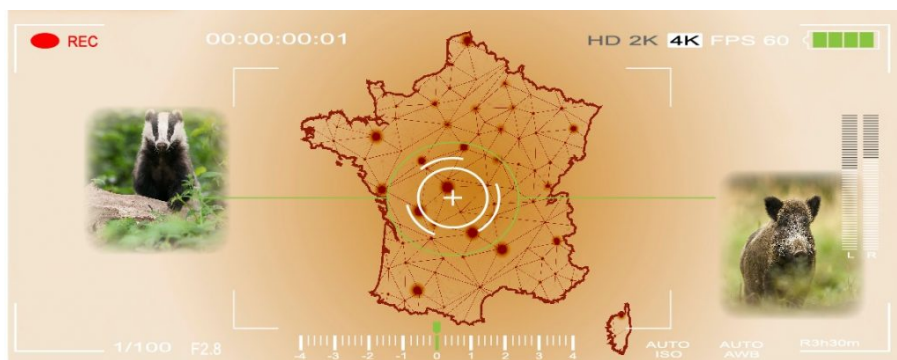 REC 00:00:00:01 HD 2K 4K FPS 60
L R
-4 -3 -2 -1 0 1 2 3 4
1/100 F2.8 AUTO ISO AUTO AWB R3h30m